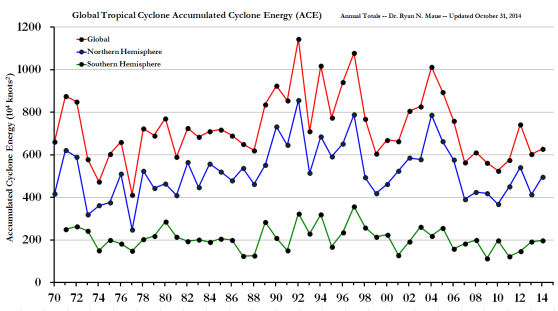 Global Tropical Cyclone Accumulated Cyclone Energy (ACE) Annual Totals -- Dr. Ryan N. Maue -- Updated October 31, 2014
1200
1000
800
600
400
200
0
Accumulated Cyclone Energy (10⁴ knots²)
Global
Northern Hemisphere
Southern Hemisphere
70 72 74 76 78 80 82 84 86 88 90 92 94 96 98 00 02 04 06 08 10 12 14